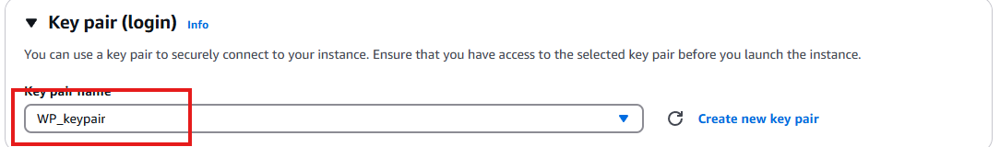 Key pair (login) Info
You can use a key pair to securely connect to your instance. Ensure that you have access to the selected key pair before you launch the instance.
Key pair name
WP_keypair
Create new key pair